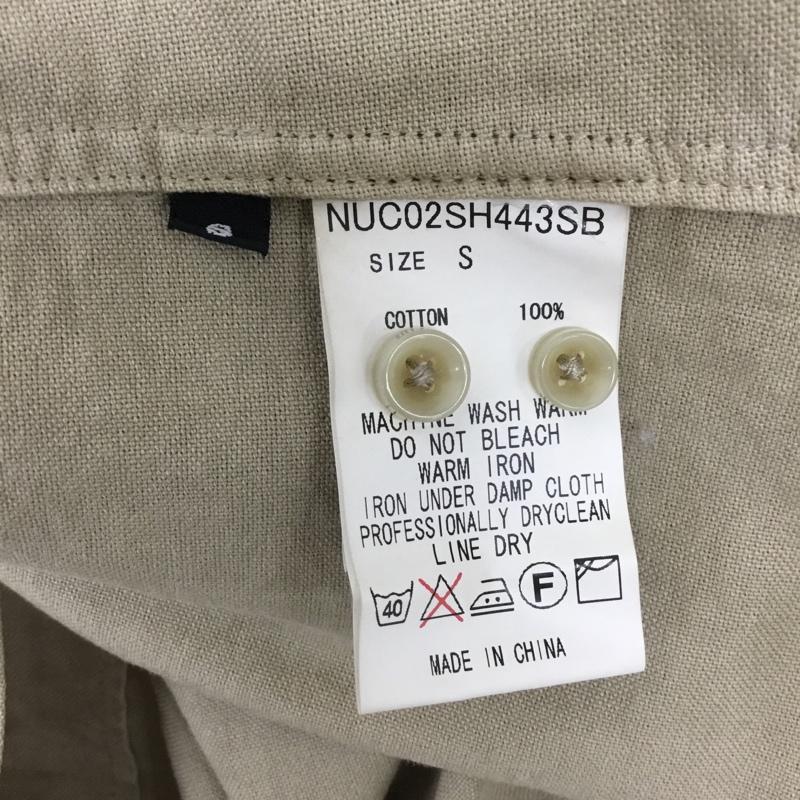 NUC02SH443SB
S
SIZE S
COTTON 100%
MACHINE WASH WARM
DO NOT BLEACH
WARM IRON
IRON UNDER DAMP CLOTH
PROFESSIONALLY DRYCLEAN
LINE DRY
40 F
MADE IN CHINA